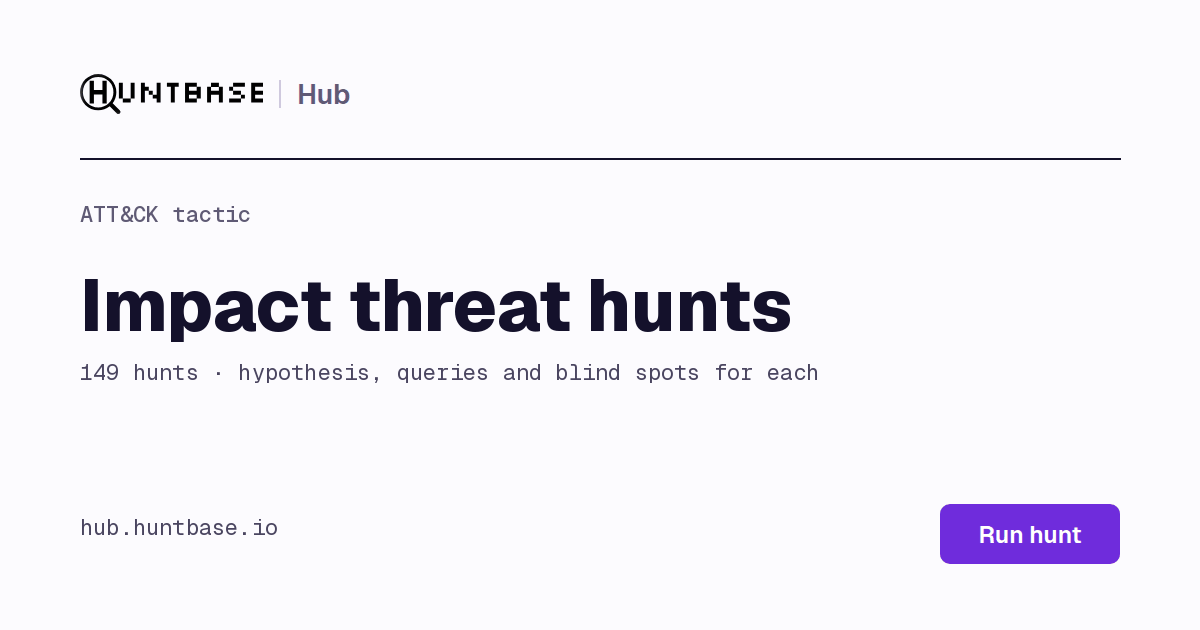 HUNTBASE | Hub
ATT&CK tactic
Impact threat hunts
149 hunts · hypothesis, queries and blind spots for each
hub.huntbase.io
Run hunt